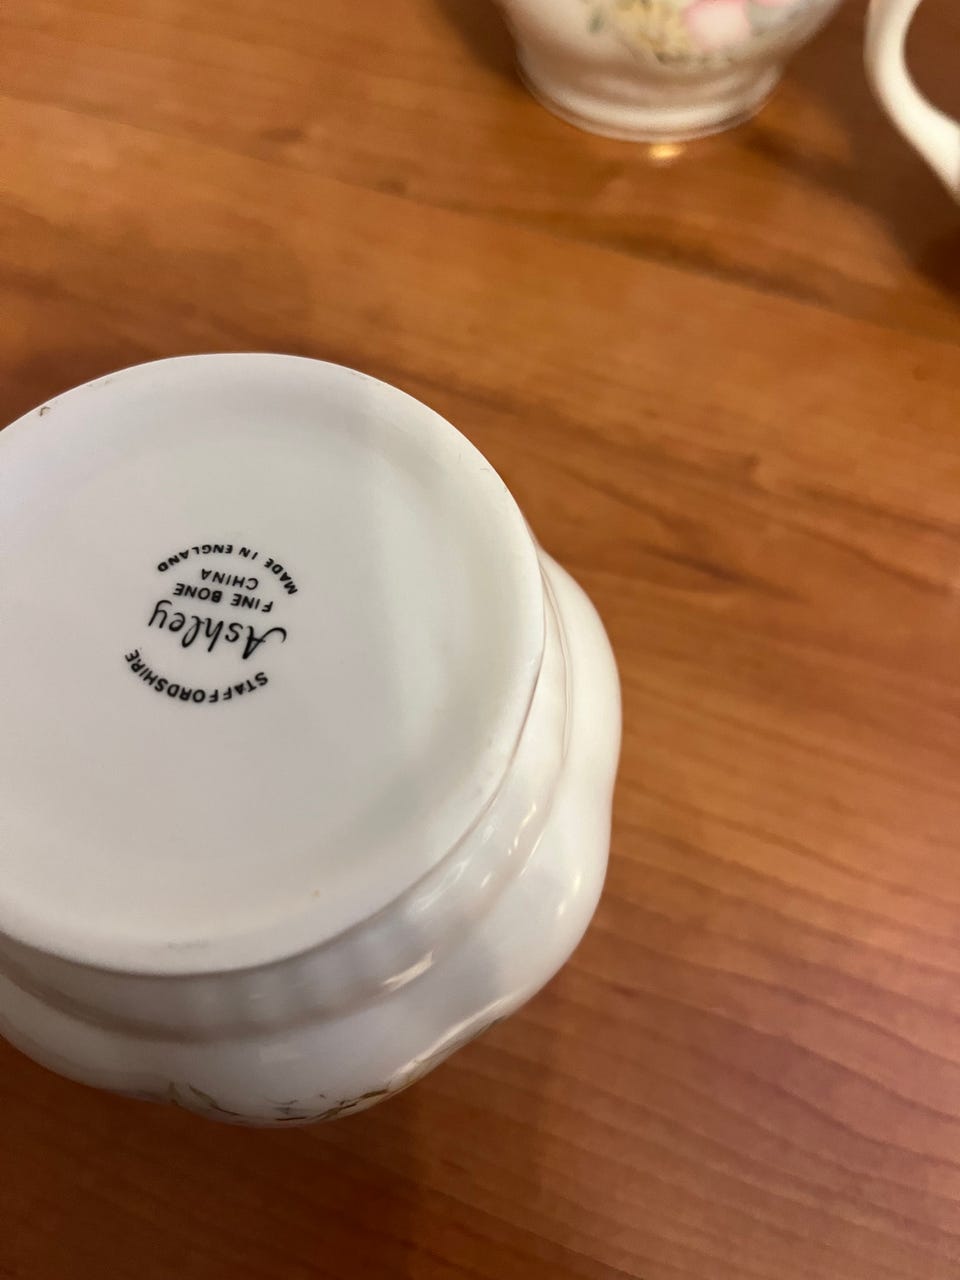 STAFFORDSHIRE
Ashley
FINE BONE
CHINA
MADE IN ENGLAND